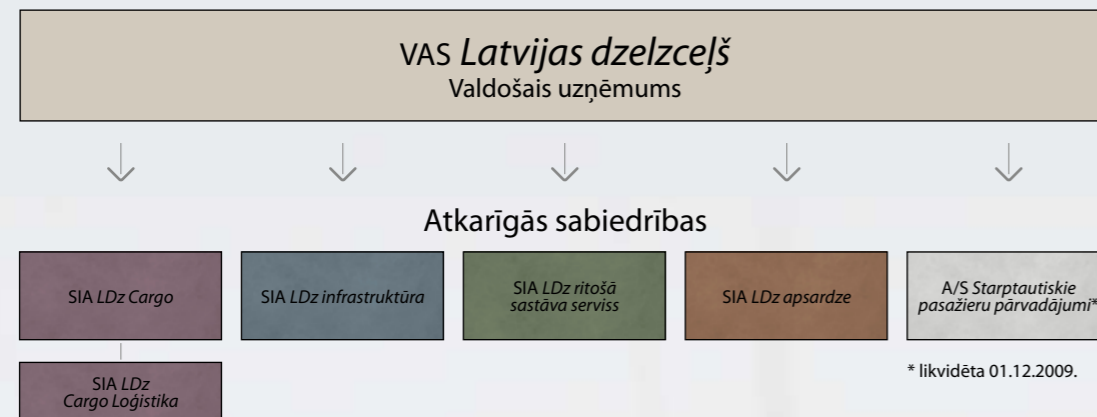 VAS Latvijas dzelzceļš
Valdošais uzņēmums
Atkarīgās sabiedrības
SIA LDz Cargo
SIA LDz infrastruktūra
SIA LDz ritošā
sastāva serviss
SIA LDz apsardze
A/S Starptautiskie
pasažieru pārvadājumi*
SIA LDz
Cargo Loģistika
* likvidēta 01.12.2009.